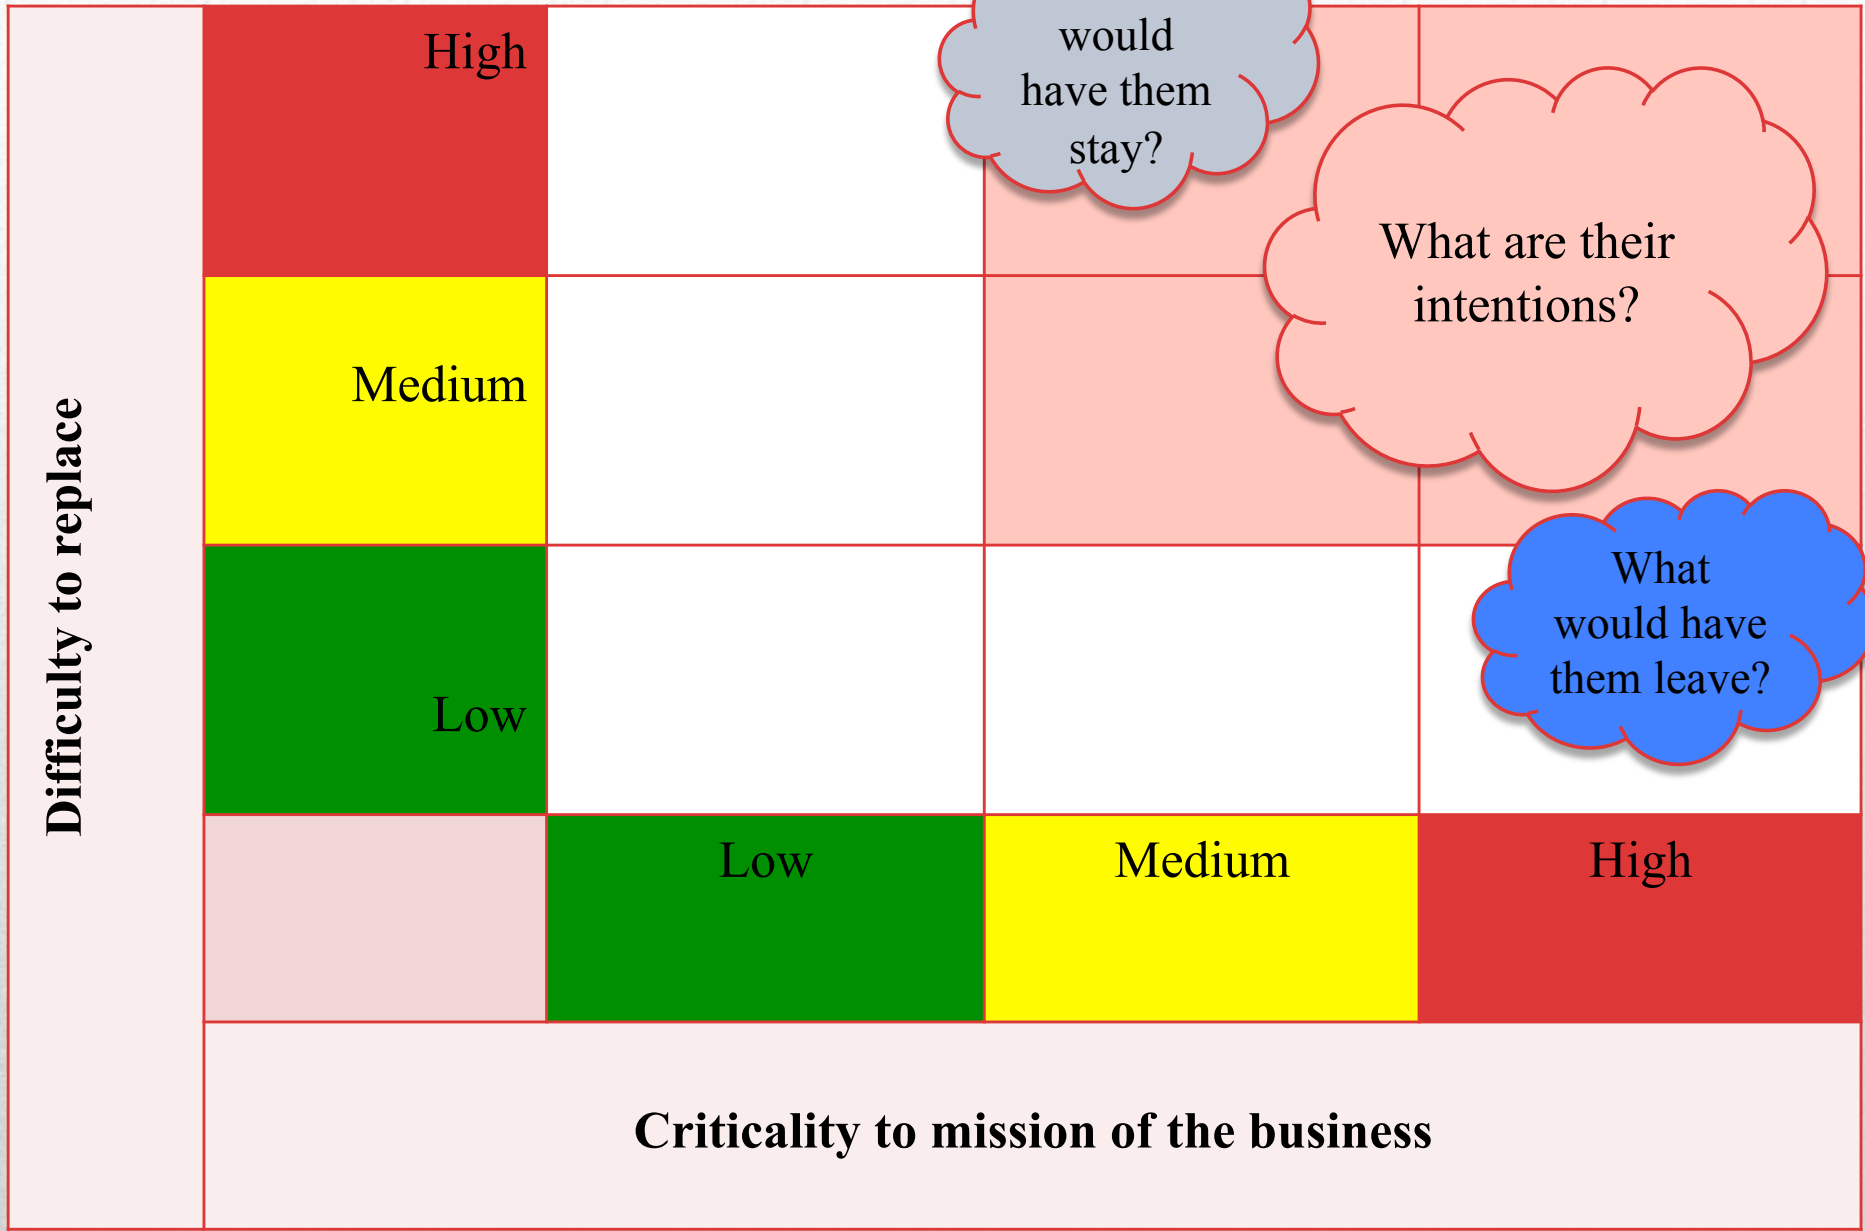 High
would
have them
stay?
What are their
intentions?
Medium
Difficulty to replace
What
would have
them leave?
Low
Low
Medium
High
Criticality to mission of the business